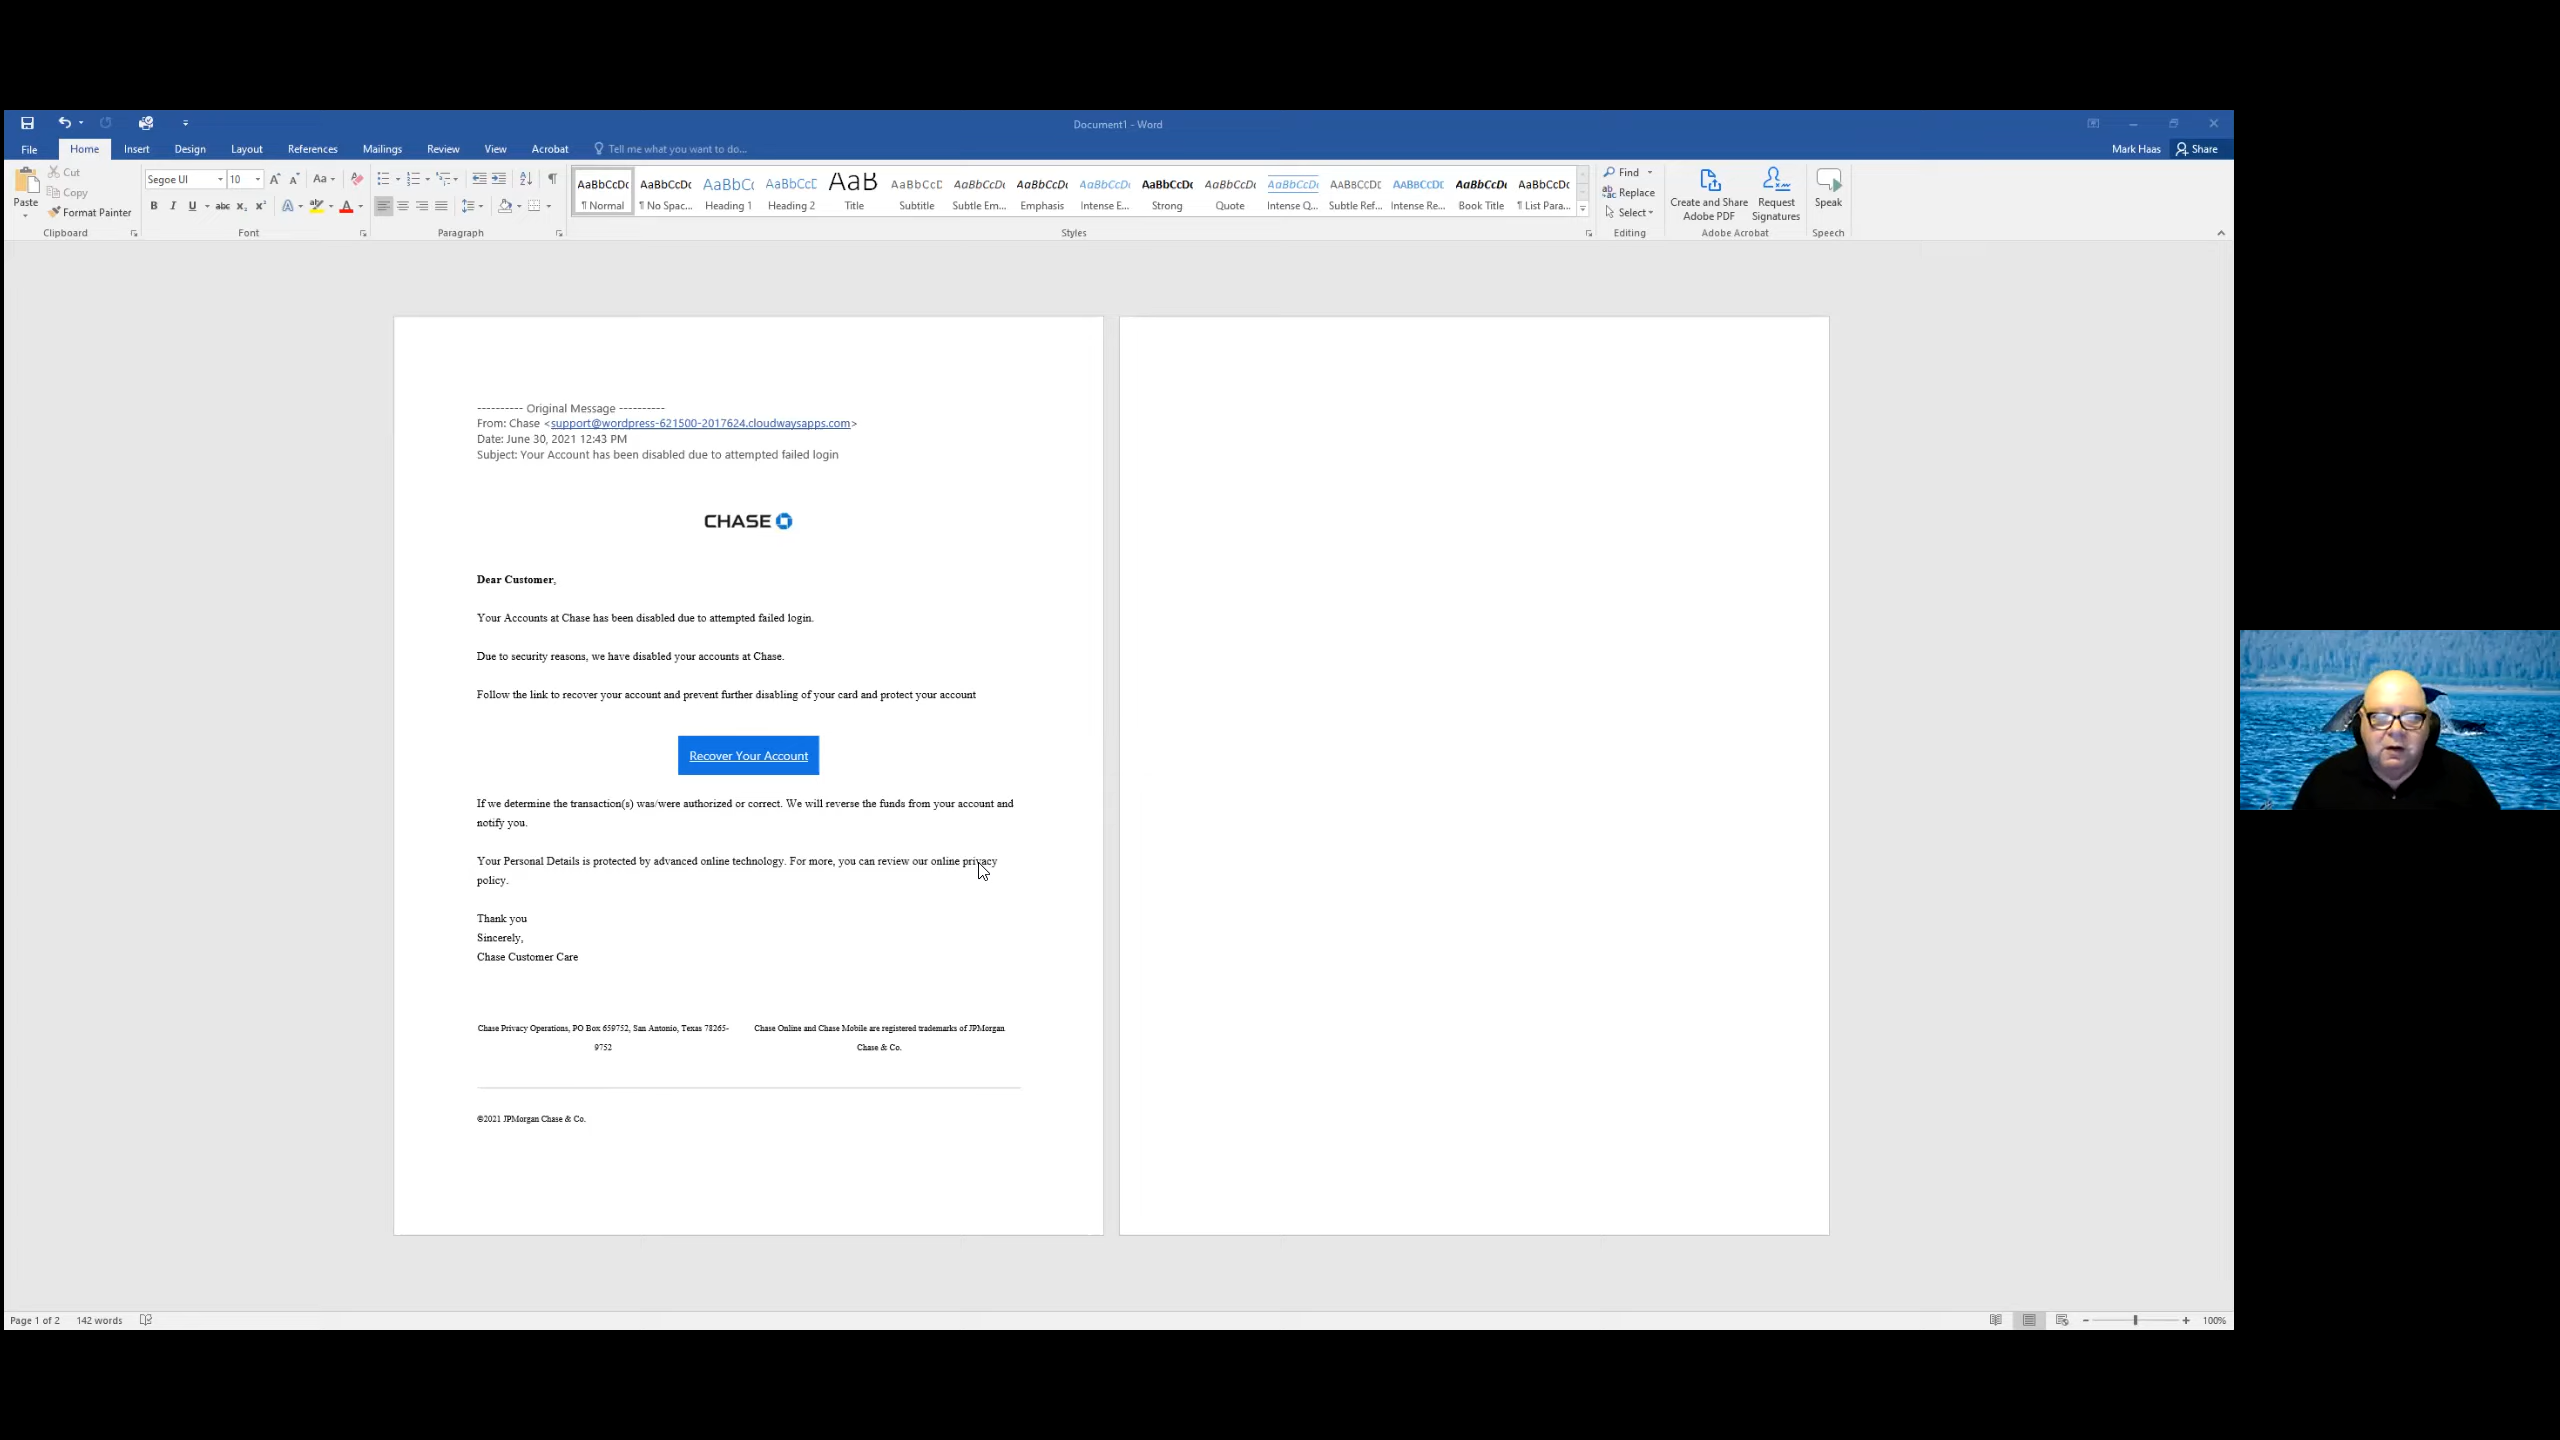 Document1 - Word
File Home Insert Design Layout References Mailings Review View Acrobat Tell me what you want to do... Mark Haas Share
Paste
Cut
Copy
Format Painter
Clipboard
Segoe UI 10
Font
Paragraph
AaBbCcDc AaBbCcDc AaBbCc AaBbCcE AaB AaBbCcD AaBbCcDc AaBbCcDc AaBbCcDc AaBbCcDc AaBbCcDc AaBbCcDc AABBCCDE AABBCCDE AaBbCcDc AaBbCcDc
¶ Normal ¶ No Spac... Heading 1 Heading 2 Title Subtitle Subtle Em... Emphasis Intense E... Strong Quote Intense Q... Subtle Ref... Intense Re... Book Title ¶ List Para...
Styles
Find
Replace
Select
Editing
Create and Share
Adobe PDF
Request
Signatures
Adobe Acrobat
Speak
Speech
---------- Original Message ----------
From: Chase <support@wordpress-621500-2017624.cloudwaysapps.com>
Date: June 30, 2021 12:43 PM
Subject: Your Account has been disabled due to attempted failed login
CHASE
Dear Customer,
Your Accounts at Chase has been disabled due to attempted failed login.
Due to security reasons, we have disabled your accounts at Chase.
Follow the link to recover your account and prevent further disabling of your card and protect your account
Recover Your Account
If we determine the transaction(s) was/were authorized or correct. We will reverse the funds from your account and
notify you.
Your Personal Details is protected by advanced online technology. For more, you can review our online privacy
policy.
Thank you
Sincerely,
Chase Customer Care
Chase Privacy Operations, PO Box 659752, San Antonio, Texas 78265-
9752
Chase Online and Chase Mobile are registered trademarks of JPMorgan
Chase & Co.
©2021 JPMorgan Chase & Co.
Page 1 of 2 142 words 100%